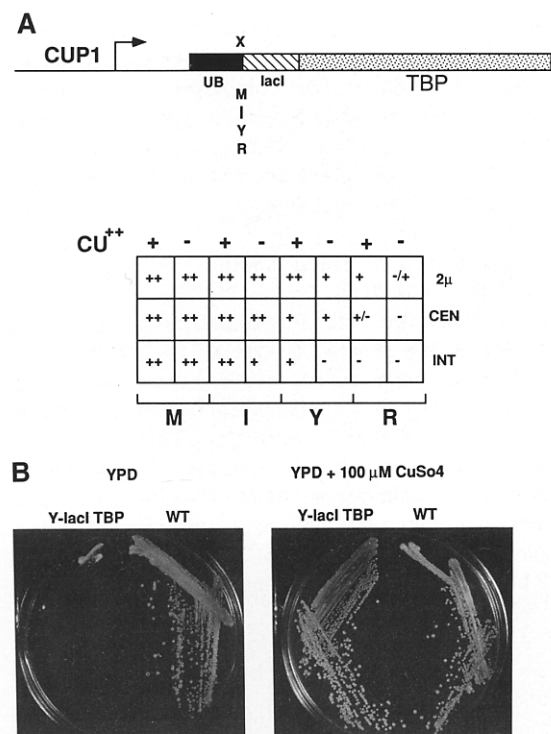 A
X
CUP1
UB lacI TBP
M
I
Y
R
CU++ + - + - + - + -
++ ++ ++ ++ ++ + + -/+ 2μ
++ ++ ++ ++ + + +/- - CEN
++ ++ ++ + + - - - INT
M I Y R
B
YPD YPD + 100 μM CuSo4
Y-lacI TBP WT Y-lacI TBP WT